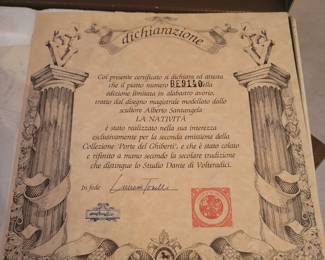 dichiarazione
Col presente certificato si dichiara ed attesta
che il piatto numero BE9140 della
edizione limitata in alabastro avorio,
tratto dal disegno magistrale modellato dallo
scultore Alberto Santangela
LA NATIVITÀ
è stato realizzato nella sua interezza
esclusivamente per la seconda emissione della
Collezione 'Porte del Ghiberti', e che è stato colato
e rifinito a mano secondo la secolare tradizione
che distingue lo Studio Dante di Volteradici.
In fede